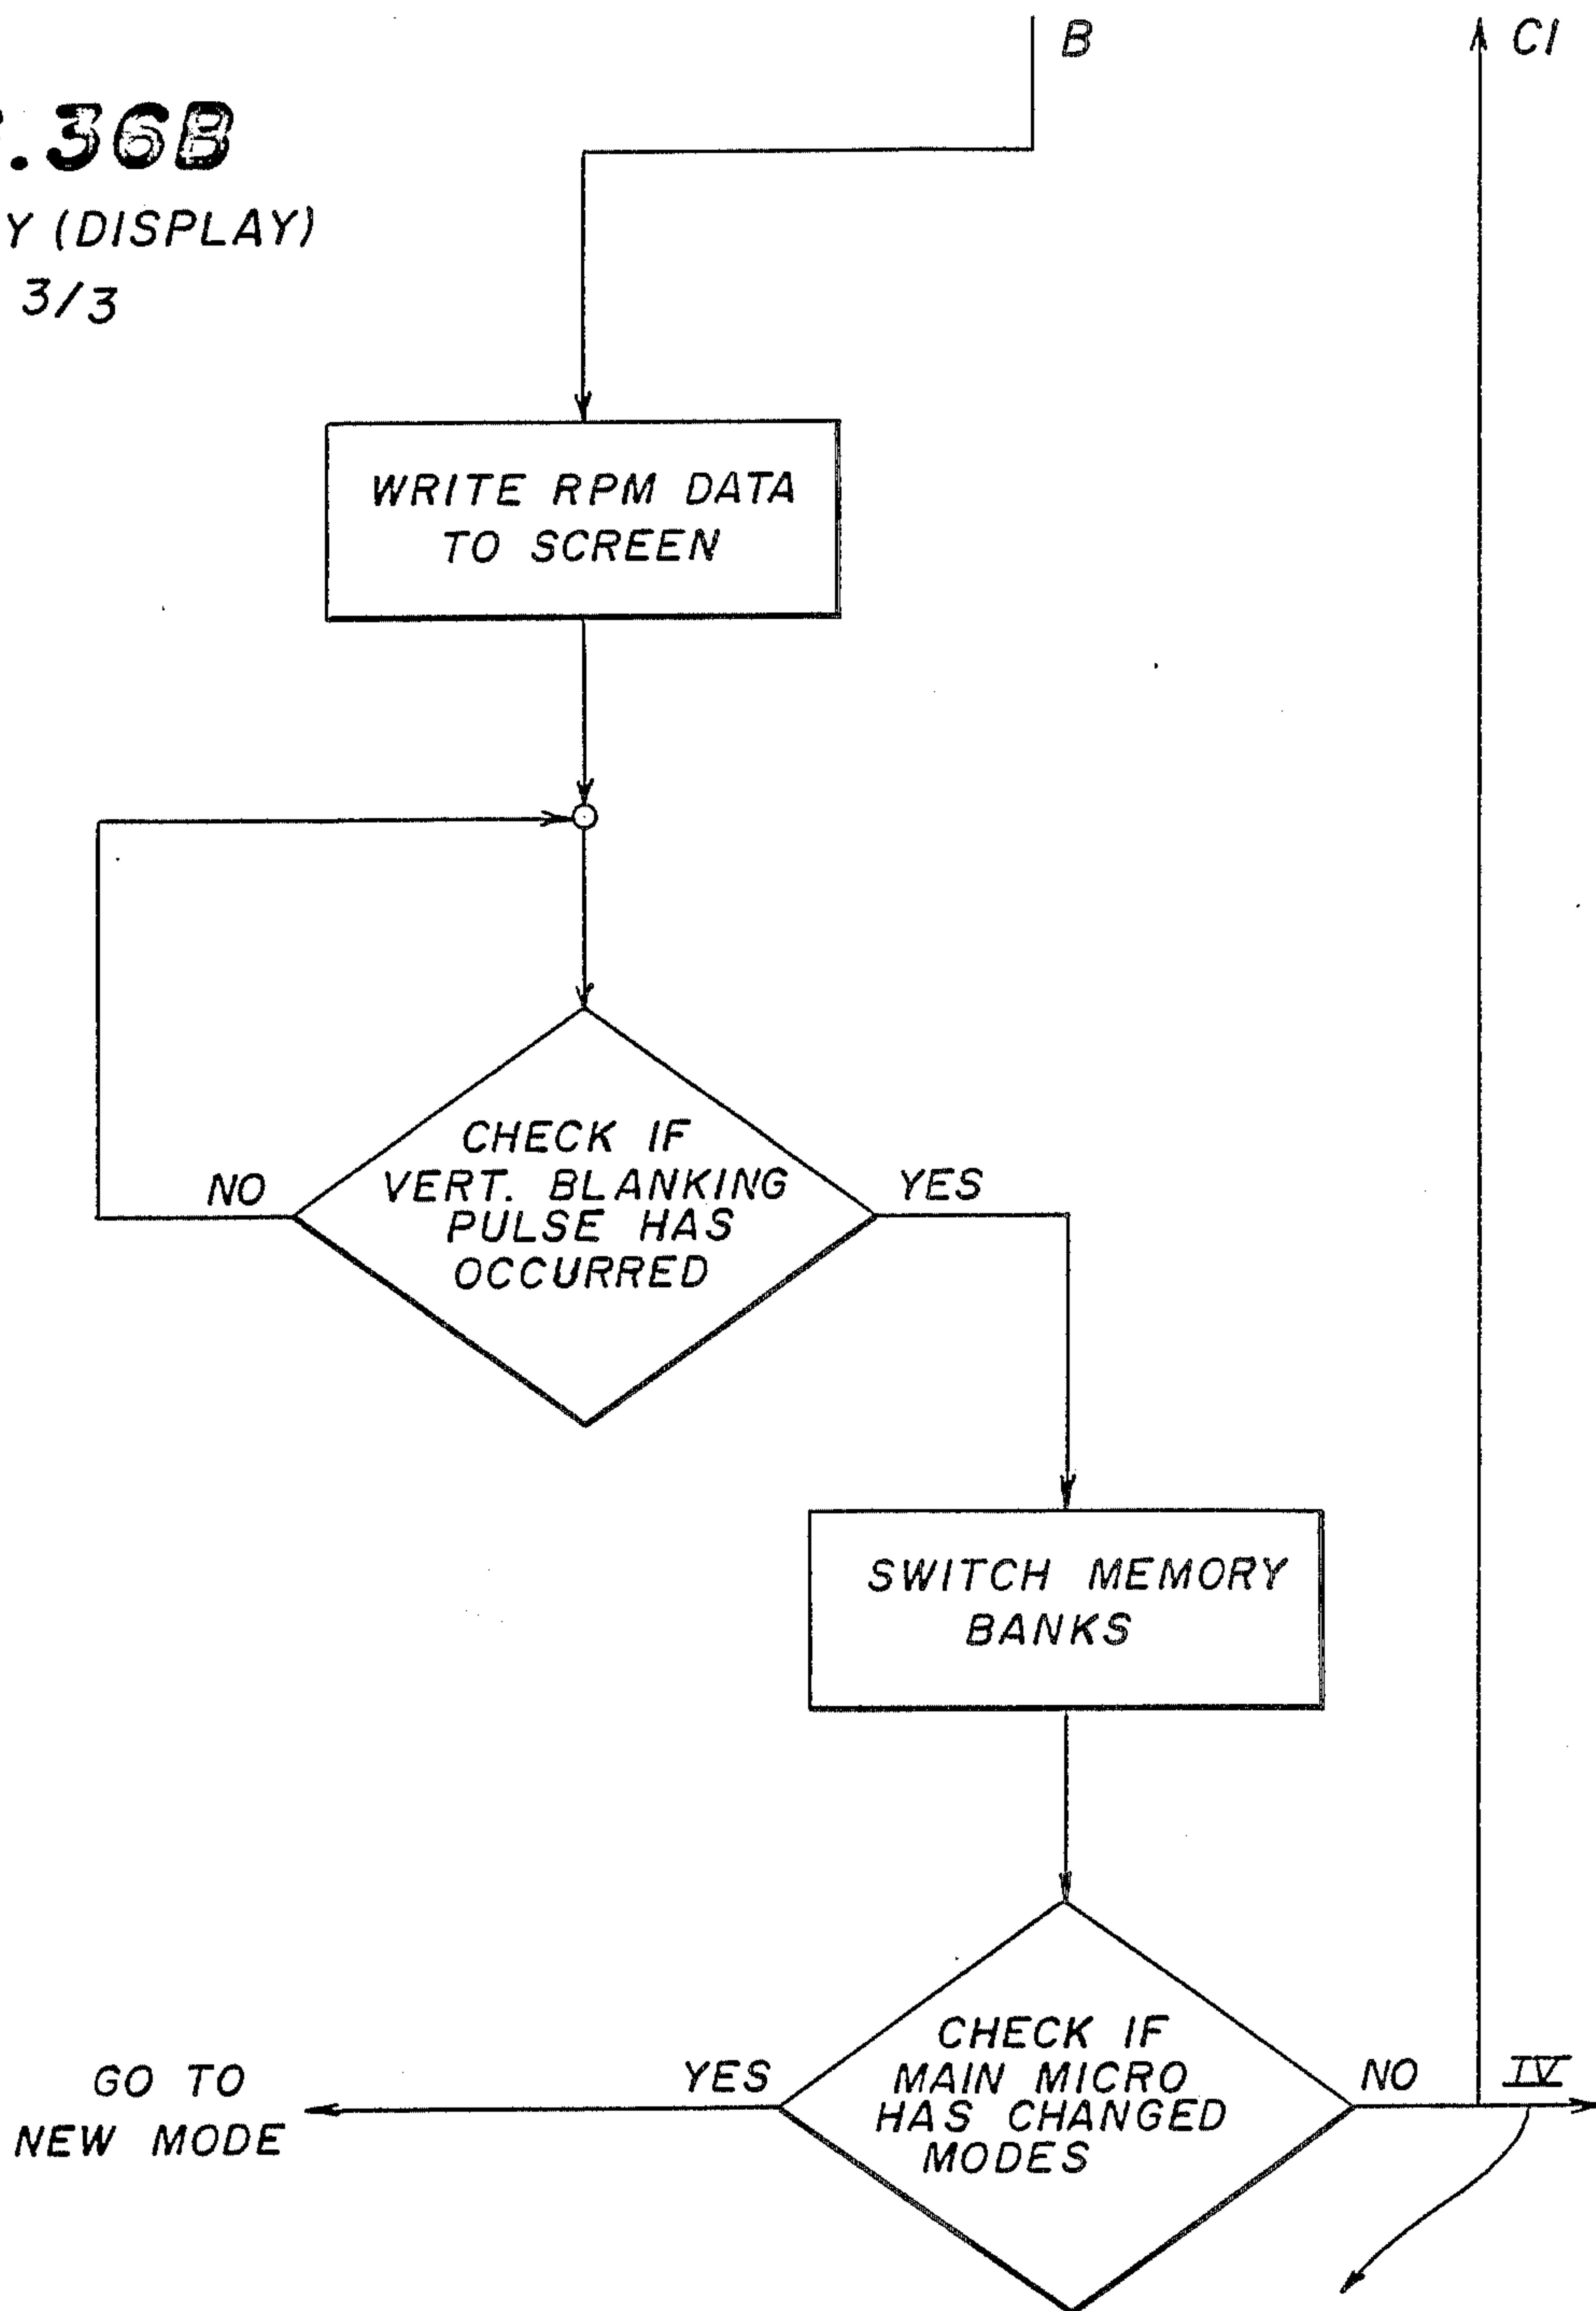 B
C1
.36B
Y (DISPLAY)
3/3
WRITE RPM DATA
TO SCREEN
CHECK IF
VERT. BLANKING
PULSE HAS
OCCURRED
NO
YES
SWITCH MEMORY
BANKS
CHECK IF
MAIN MICRO
HAS CHANGED
MODES
YES
NO
IV
GO TO
NEW MODE